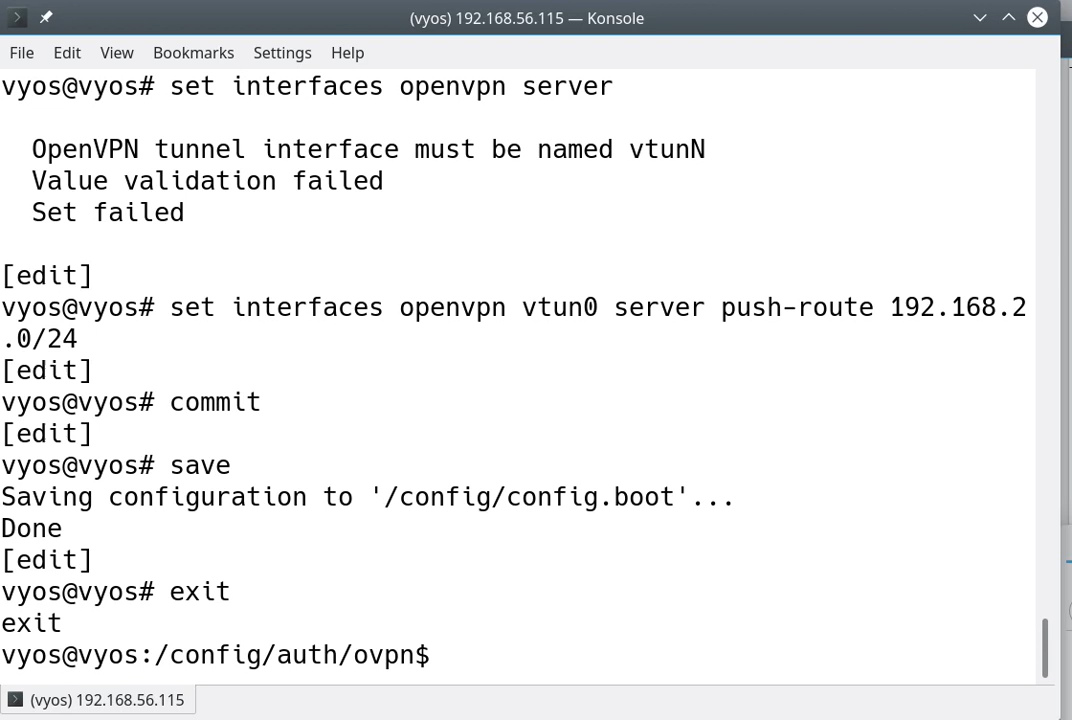 (vyos) 192.168.56.115 — Konsole
File Edit View Bookmarks Settings Help
vyos@vyos# set interfaces openvpn server
OpenVPN tunnel interface must be named vtunN
Value validation failed
Set failed
[edit]
vyos@vyos# set interfaces openvpn vtun0 server push-route 192.168.2
.0/24
[edit]
vyos@vyos# commit
[edit]
vyos@vyos# save
Saving configuration to '/config/config.boot'...
Done
[edit]
vyos@vyos# exit
exit
vyos@vyos:/config/auth/ovpn$
(vyos) 192.168.56.115